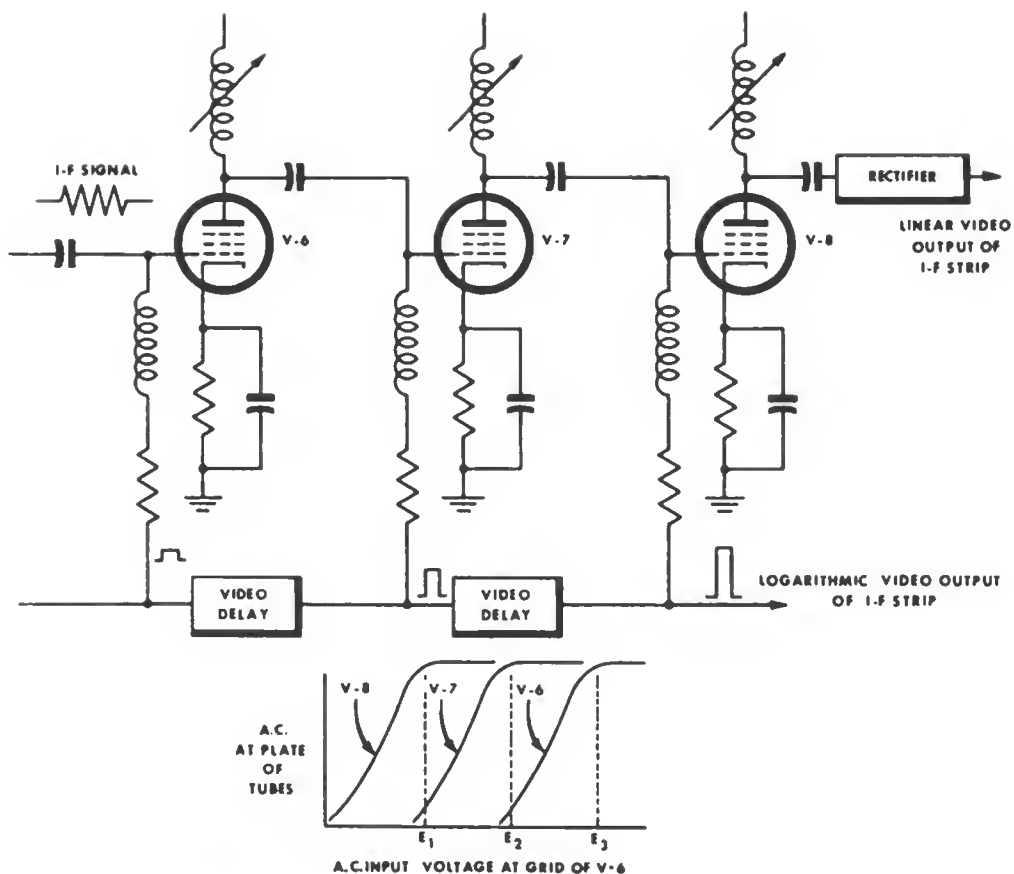 I-F SIGNAL
V-6
V-7
V-8
RECTIFIER
LINEAR VIDEO
OUTPUT OF
I-F STRIP
VIDEO
DELAY
VIDEO
DELAY
LOGARITHMIC VIDEO OUTPUT
OF I-F STRIP
V-8
V-7
V-6
A.C.
AT PLATE
OF
TUBES
E1
E2
E3
A.C. INPUT VOLTAGE AT GRID OF V-6